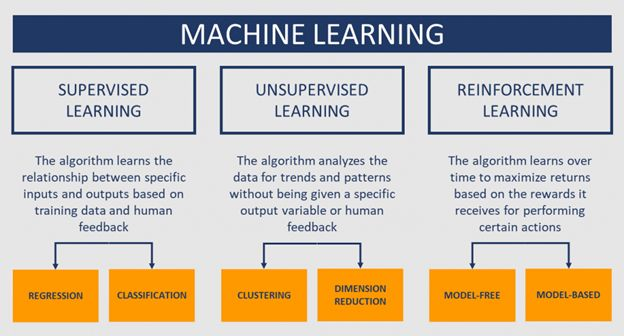 MACHINE LEARNING
SUPERVISED
LEARNING
The algorithm learns the
relationship between specific
inputs and outputs based on
training data and human
feedback
REGRESSION
CLASSIFICATION
UNSUPERVISED
LEARNING
The algorithm analyzes the
data for trends and patterns
without being given a specific
output variable or human
feedback
CLUSTERING
DIMENSION
REDUCTION
REINFORCEMENT
LEARNING
The algorithm learns over
time to maximize returns
based on the rewards it
receives for performing
certain actions
MODEL-FREE
MODEL-BASED